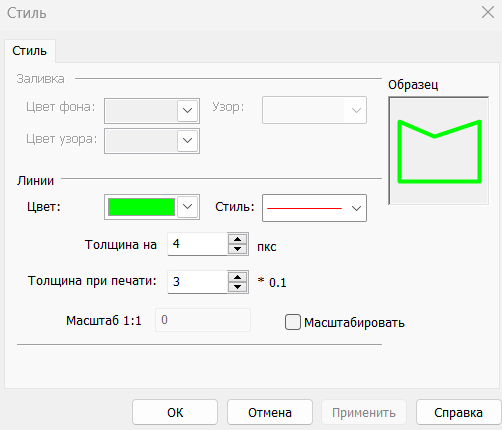 Стиль
Стиль
Заливка
Образец
Цвет фона:
Узор:
Цвет узора:
Линии
Цвет:
Стиль:
Толщина на 4 пкс
Толщина при печати: 3 * 0.1
Масштаб 1:1 0 Масштабировать
ОК Отмена Применить Справка